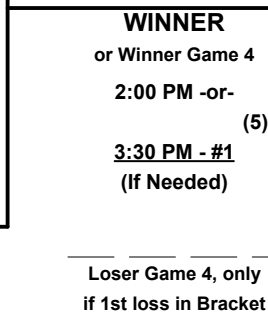 WINNER
or Winner Game 4
2:00 PM -or-
(5)
3:30 PM - #1
(If Needed)
Loser Game 4, only
if 1st loss in Bracket